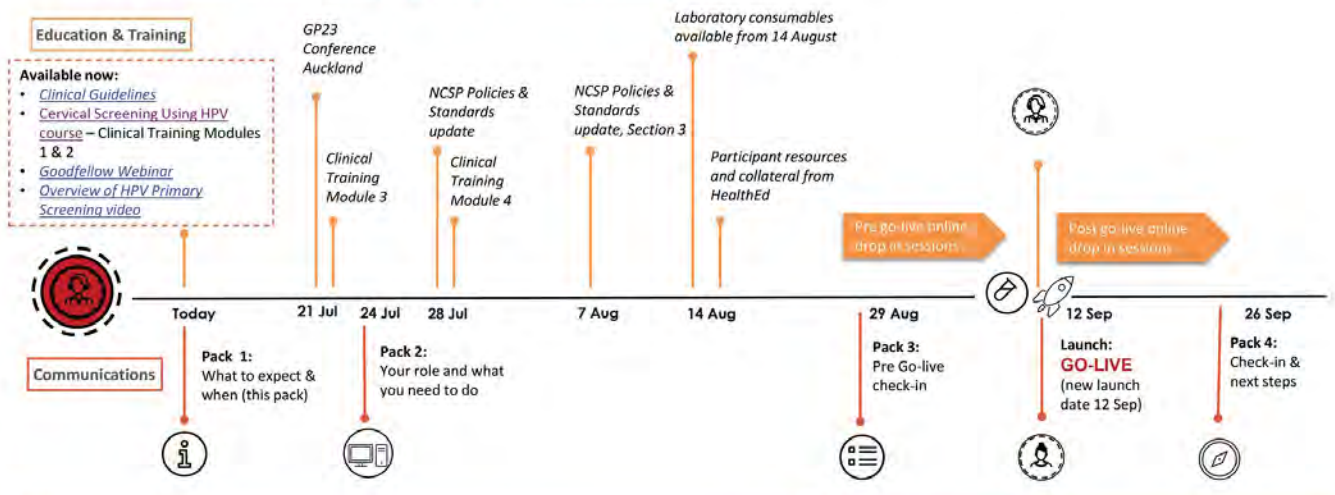 Education & Training
Available now:
• Clinical Guidelines
• Cervical Screening Using HPV
course – Clinical Training Modules
1 & 2
• Goodfellow Webinar
• Overview of HPV Primary
Screening video
GP23
Conference
Auckland
Clinical
Training
Module 3
NCSP Policies &
Standards
update
Clinical
Training
Module 4
NCSP Policies &
Standards
update, Section 3
Laboratory consumables
available from 14 August
Participant resources
and collateral from
HealthEd
Pre go-live online
drop in sessions
Post go-live online
drop in sessions
Today
21 Jul
24 Jul
28 Jul
7 Aug
14 Aug
29 Aug
12 Sep
26 Sep
Communications
Pack 1:
What to expect &
when (this pack)
Pack 2:
Your role and what
you need to do
Pack 3:
Pre Go-live
check-in
Launch:
GO-LIVE
(new launch
date 12 Sep)
Pack 4:
Check-in &
next steps